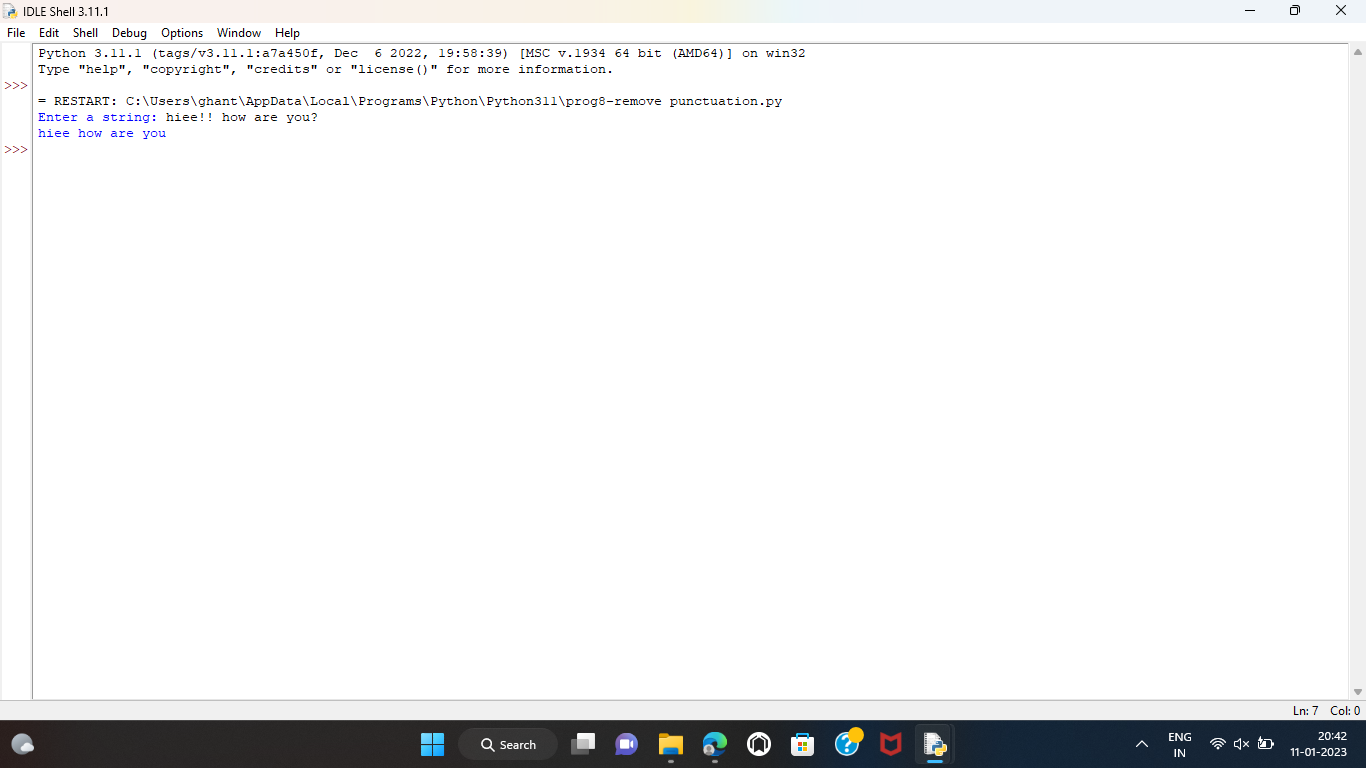 IDLE Shell 3.11.1
File Edit Shell Debug Options Window Help
Python 3.11.1 (tags/v3.11.1:a7a450f, Dec  6 2022, 19:58:39) [MSC v.1934 64 bit (AMD64)] on win32
Type "help", "copyright", "credits" or "license()" for more information.
>>>
= RESTART: C:\Users\ghant\AppData\Local\Programs\Python\Python311\prog8-remove punctuation.py
Enter a string: hiee!! how are you?
hiee how are you
>>>
Ln: 7 Col: 0
Search
ENG
IN
20:42
11-01-2023